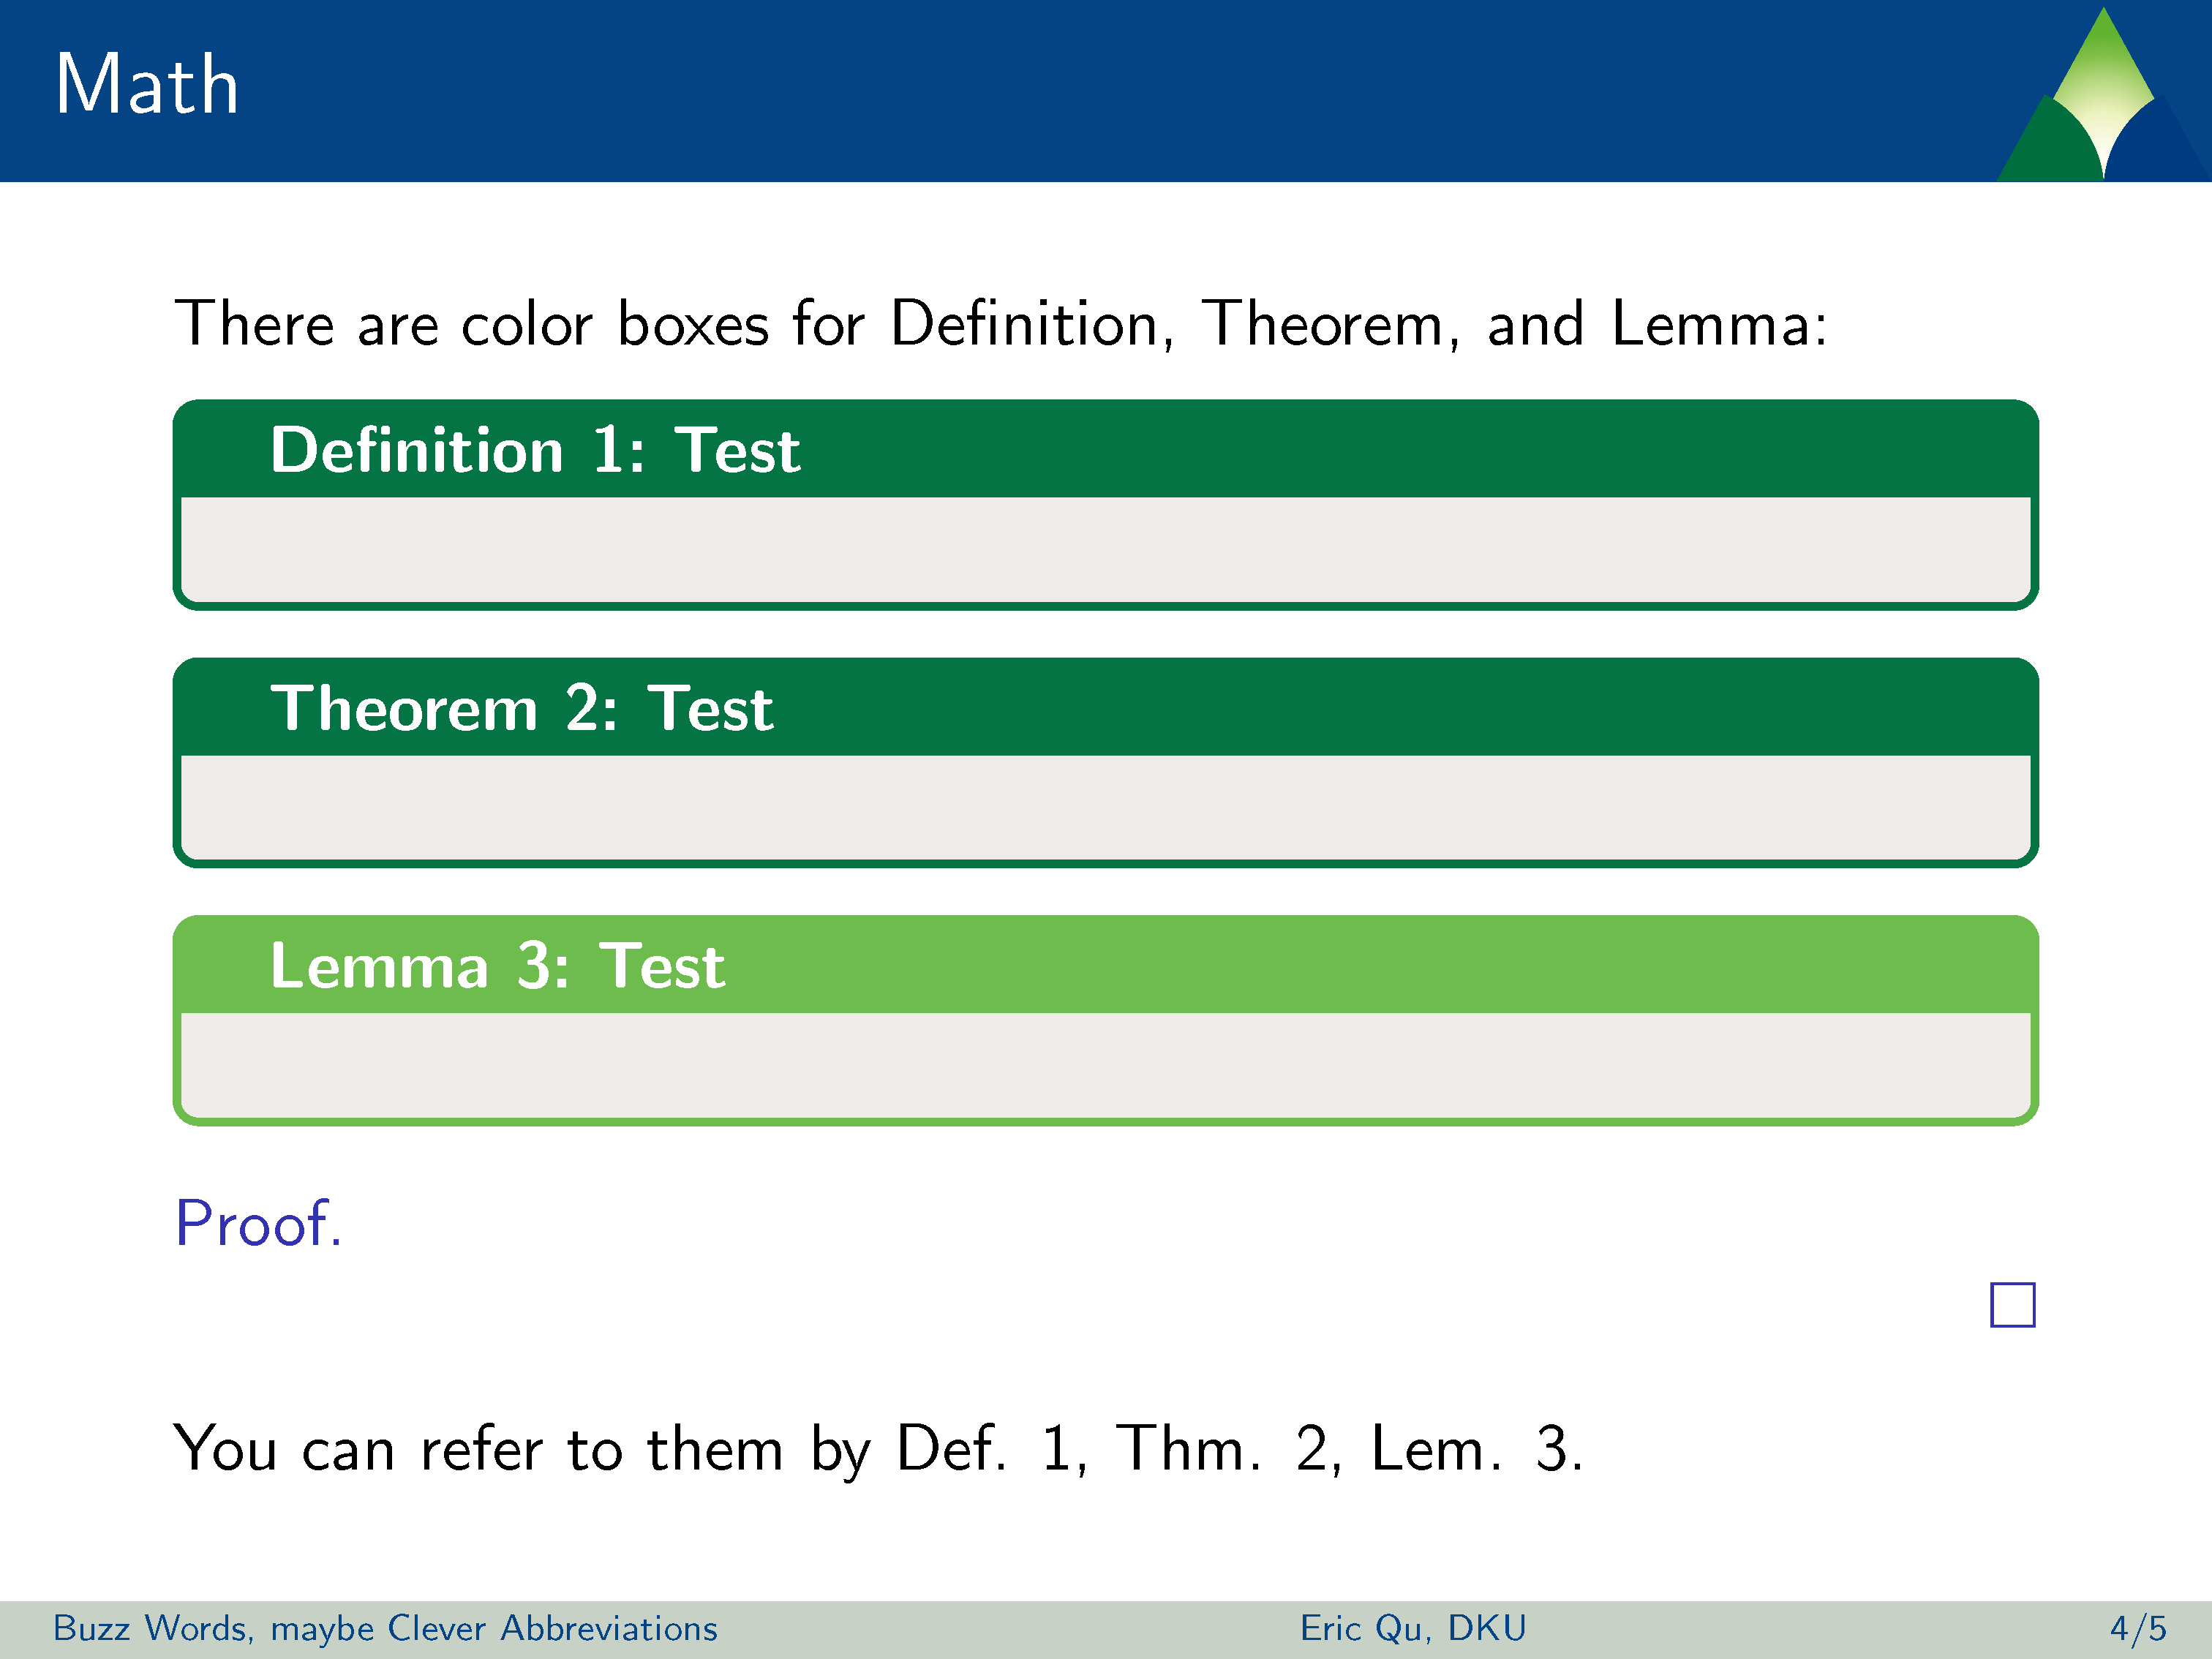 Math
There are color boxes for Definition, Theorem, and Lemma:
Definition 1: Test
Theorem 2: Test
Lemma 3: Test
Proof.
□
You can refer to them by Def. 1, Thm. 2, Lem. 3.
Buzz Words, maybe Clever Abbreviations Eric Qu, DKU 4/5